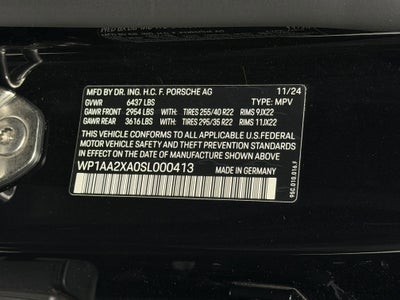 MFD BY DR. ING. H.C. F. PORSCHE AG 11/24
GVWR 6437 LBS TYPE: MPV
GAWR FRONT 2954 LBS WITH: TIRES 255/40 R22 RIMS 9JX22
GAWR REAR 3616 LBS WITH: TIRES 295/35 R22 RIMS 11JX22
THIS VEHICLE CONFORMS TO ALL APPLICABLE U.S. FEDERAL
MOTOR VEHICLE SAFETY AND THEFT PREVENTION STANDARDS
IN EFFECT ON THE DATE OF MANUFACTURE SHOWN ABOVE.
WP1AA2XA0SL000413 MADE IN GERMANY
95C.010.016.F